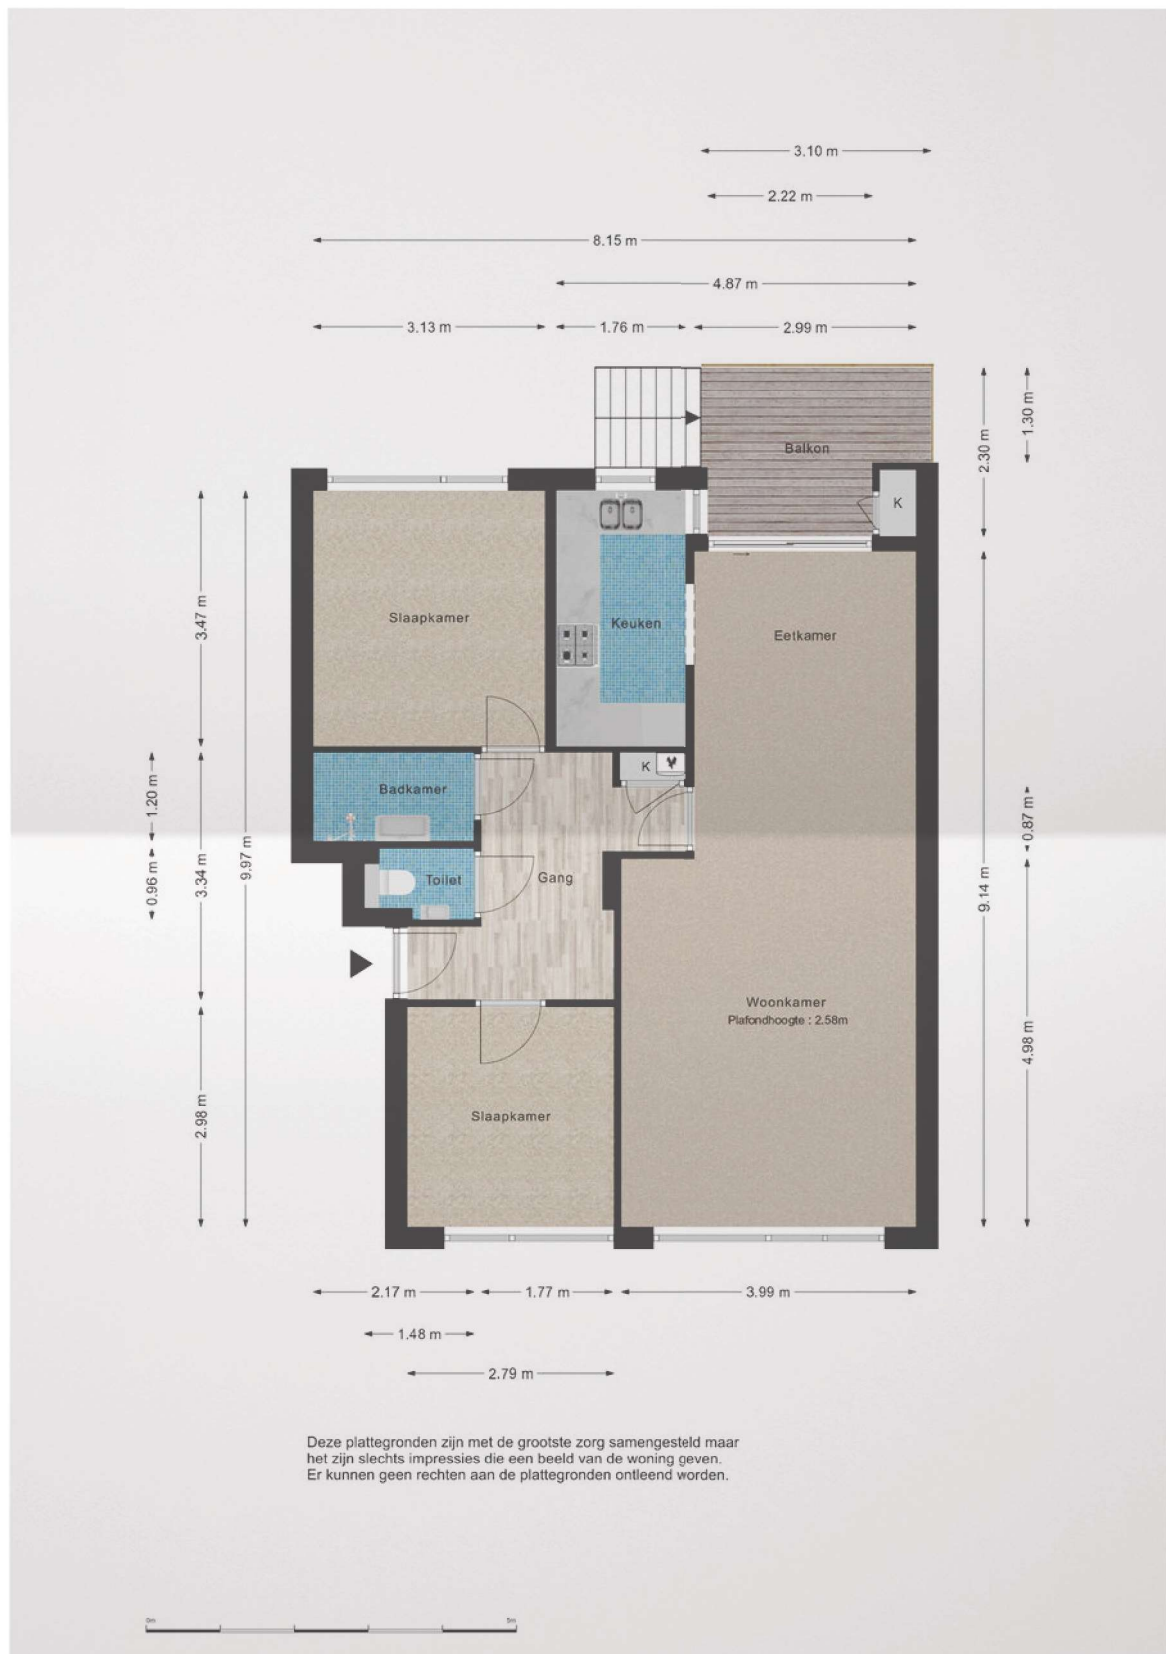 3.10 m
2.22 m
8.15 m
4.87 m
3.13 m
1.76 m
2.99 m
1.30 m
2.30 m
Balkon
K
3.47 m
Slaapkamer
Keuken
Eetkamer
1.20 m
Badkamer
K
0.87 m
3.34 m
9.97 m
0.96 m
Toilet
Gang
9.14 m
Woonkamer
Plafondhoogte : 2.58m
4.98 m
2.98 m
Slaapkamer
2.17 m
1.77 m
3.99 m
1.48 m
2.79 m
Deze plattegronden zijn met de grootste zorg samengesteld maar
het zijn slechts impressies die een beeld van de woning geven.
Er kunnen geen rechten aan de plattegronden ontleend worden.
0m
5m